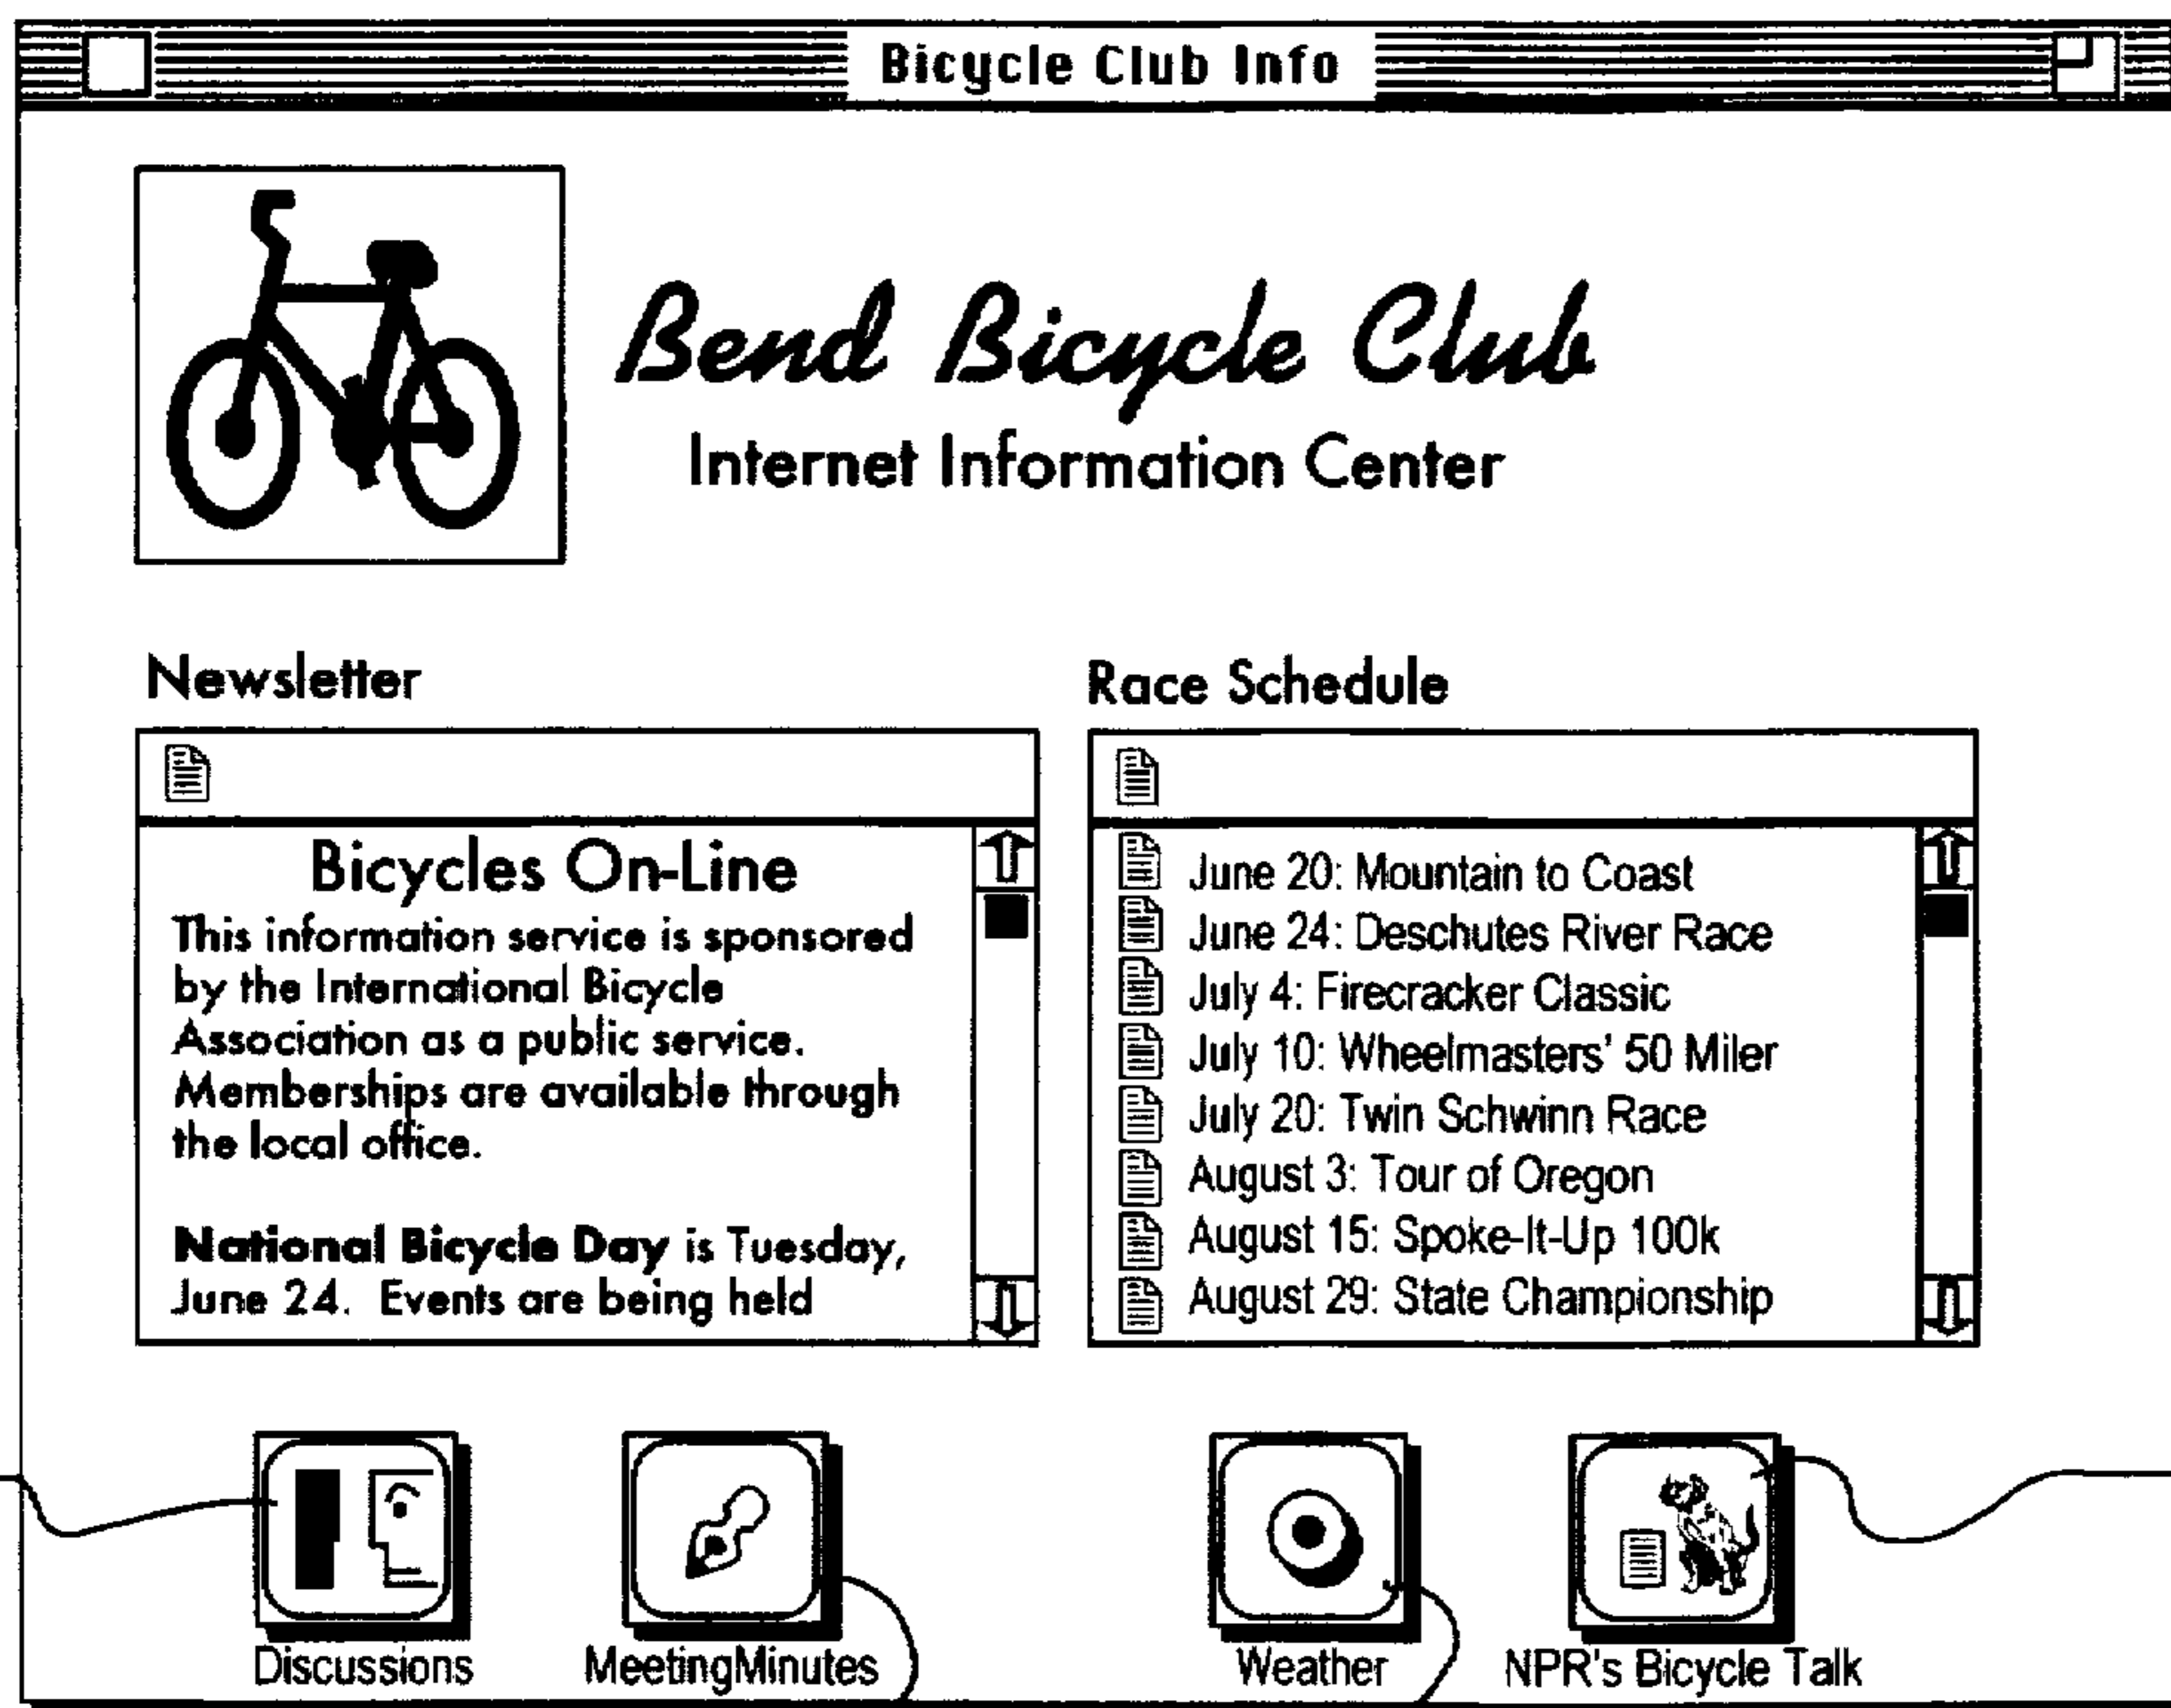 Bicycle Club Info
Bend Bicycle Club
Internet Information Center
Newsletter
Bicycles On-Line
This information service is sponsored
by the International Bicycle
Association as a public service.
Memberships are available through
the local office.
National Bicycle Day is Tuesday,
June 24. Events are being held
Race Schedule
June 20: Mountain to Coast
June 24: Deschutes River Race
July 4: Firecracker Classic
July 10: Wheelmasters' 50 Miler
July 20: Twin Schwinn Race
August 3: Tour of Oregon
August 15: Spoke-It-Up 100k
August 29: State Championship
Discussions
MeetingMinutes
Weather
NPR's Bicycle Talk